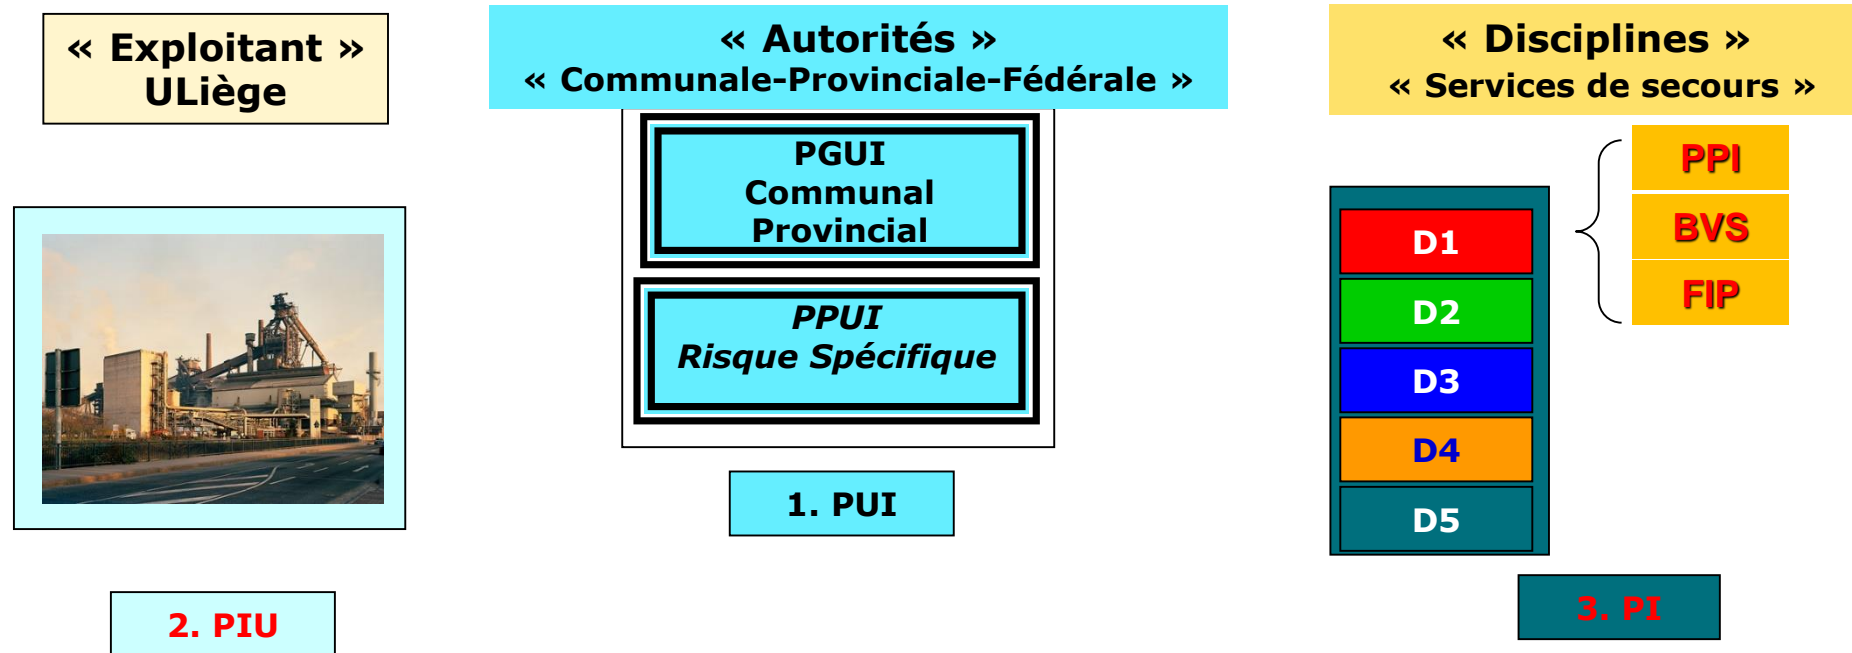 « Exploitant »
ULiège
2. PIU
« Autorités »
« Communale-Provinciale-Fédérale »
PGUI
Communal
Provincial
PPUI
Risque Spécifique
1. PUI
« Disciplines »
« Services de secours »
D1
D2
D3
D4
D5
PPI
BVS
FIP
3. PI